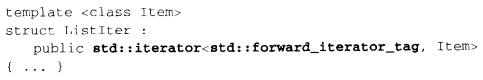 template <class Item>
struct ListIter :
public std::iterator<std::forward_iterator_tag, Item>
{ ... }